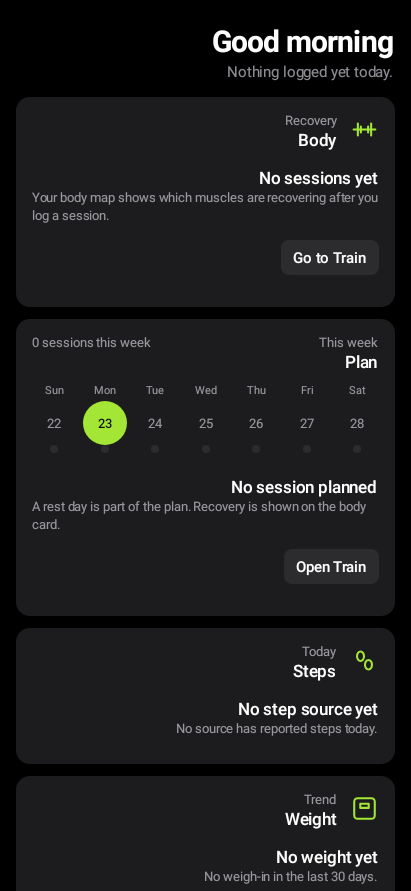 Good morning
Nothing logged yet today.
Recovery
Body
No sessions yet
Your body map shows which muscles are recovering after you
log a session.
Go to Train
0 sessions this week
This week
Plan
Sun Mon Tue Wed Thu Fri Sat
22 23 24 25 26 27 28
No session planned
A rest day is part of the plan. Recovery is shown on the body
card.
Open Train
Today
Steps
No step source yet
No source has reported steps today.
Trend
Weight
No weight yet
No weigh-in in the last 30 days.